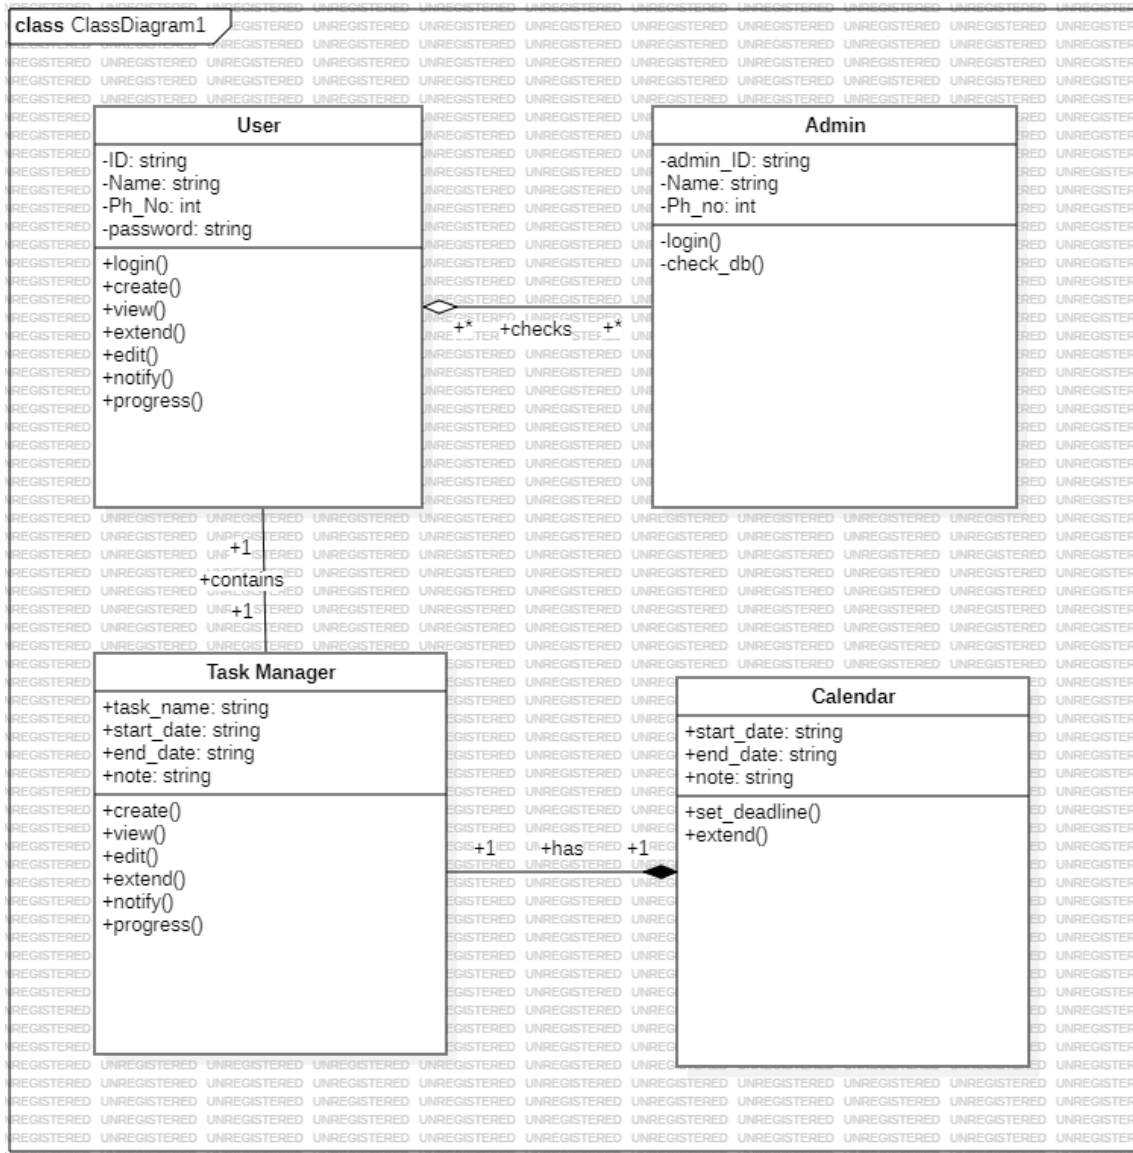 class ClassDiagram1
User
-ID: string
-Name: string
-Ph_No: int
-password: string
+login()
+create()
+view()
+extend()
+edit()
+notify()
+progress()
Admin
-admin_ID: string
-Name: string
-Ph_no: int
-login()
-check_db()
+* +checks +*
+1
+contains
+1
Task Manager
+task_name: string
+start_date: string
+end_date: string
+note: string
+create()
+view()
+edit()
+extend()
+notify()
+progress()
+1 +has +1
Calendar
+start_date: string
+end_date: string
+note: string
+set_deadline()
+extend()
UNREGISTERED